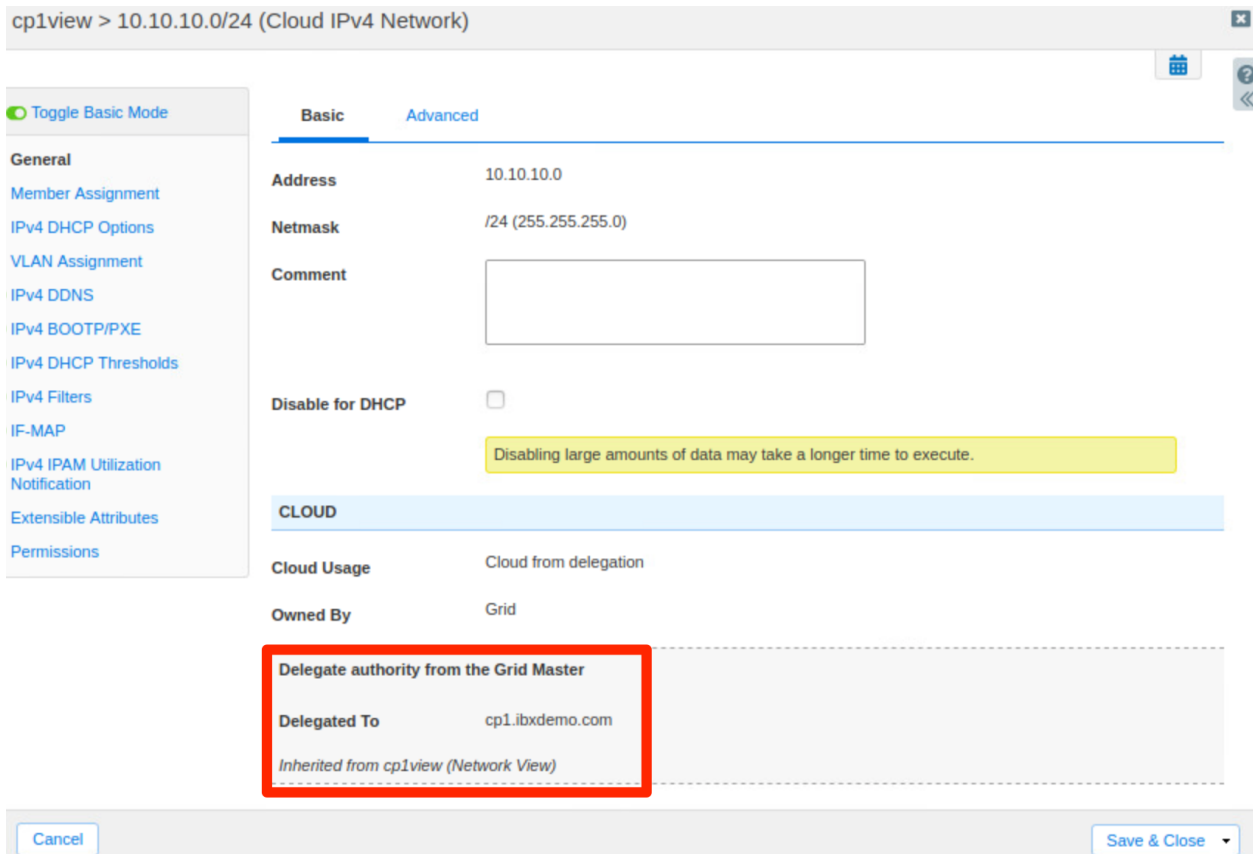 cp1view > 10.10.10.0/24 (Cloud IPv4 Network)
Toggle Basic Mode
General
Member Assignment
IPv4 DHCP Options
VLAN Assignment
IPv4 DDNS
IPv4 BOOTP/PXE
IPv4 DHCP Thresholds
IPv4 Filters
IF-MAP
IPv4 IPAM Utilization
Notification
Extensible Attributes
Permissions
Basic Advanced
Address 10.10.10.0
Netmask /24 (255.255.255.0)
Comment
Disable for DHCP
Disabling large amounts of data may take a longer time to execute.
CLOUD
Cloud Usage Cloud from delegation
Owned By Grid
Delegate authority from the Grid Master
Delegated To cp1.ibxdemo.com
Inherited from cp1view (Network View)
Cancel Save & Close